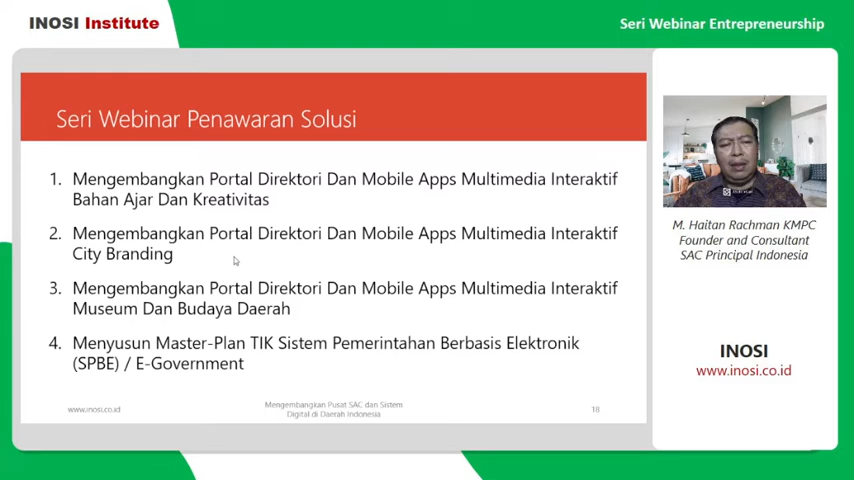 INOSI Institute
Seri Webinar Entrepreneurship
Seri Webinar Penawaran Solusi
1. Mengembangkan Portal Direktori Dan Mobile Apps Multimedia Interaktif
Bahan Ajar Dan Kreativitas
2. Mengembangkan Portal Direktori Dan Mobile Apps Multimedia Interaktif
City Branding
3. Mengembangkan Portal Direktori Dan Mobile Apps Multimedia Interaktif
Museum Dan Budaya Daerah
4. Menyusun Master-Plan TIK Sistem Pemerintahan Berbasis Elektronik
(SPBE) / E-Government
www.inosi.co.id
Mengembangkan Pusat SAC dan Sistem
Digital di Daerah Indonesia
18
M. Haitan Rachman KMPC
Founder and Consultant
SAC Principal Indonesia
INOSI
www.inosi.co.id